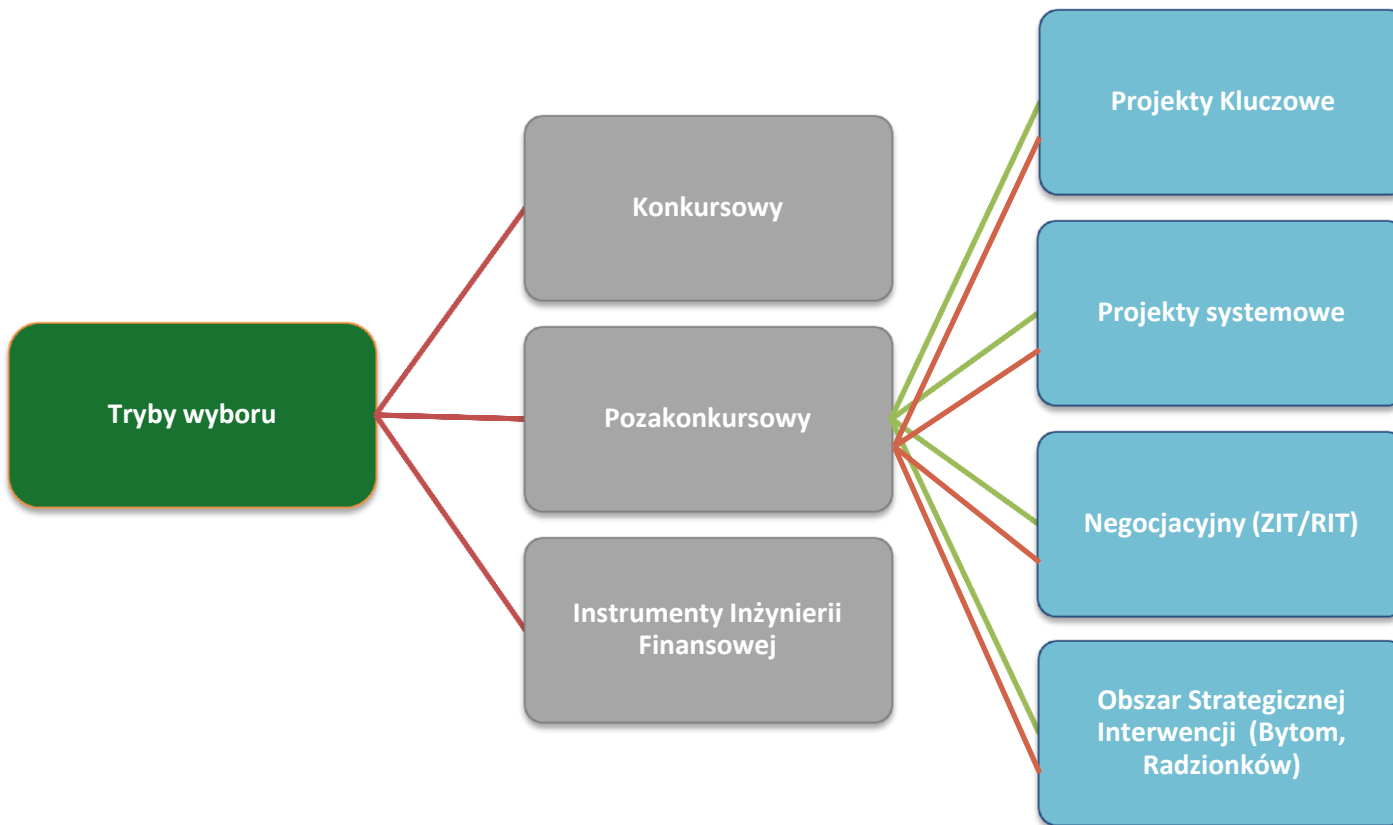 Tryby wyboru
Konkursowy
Pozakonkursowy
Instrumenty Inżynierii
Finansowej
Projekty Kluczowe
Projekty systemowe
Negocjacyjny (ZIT/RIT)
Obszar Strategicznej
Interwencji  (Bytom,
Radzionków)